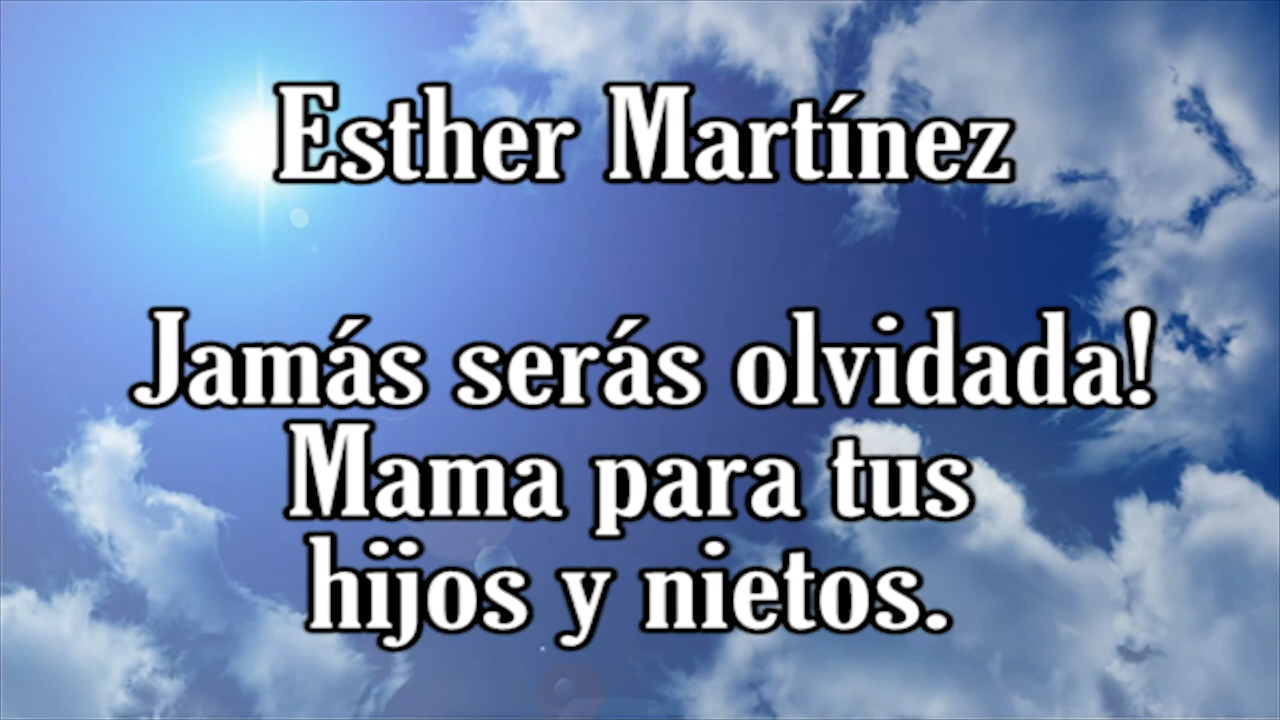 Esther Martínez
Jamás serás olvidada!
Mama para tus
hijos y nietos.